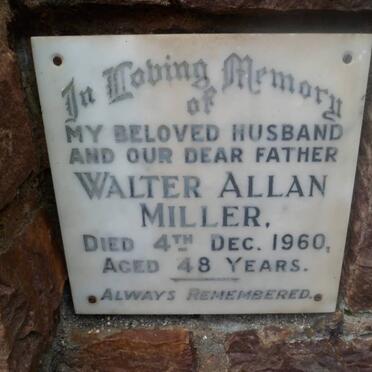 In Loving Memory
of
MY BELOVED HUSBAND
AND OUR DEAR FATHER
WALTER ALLAN
MILLER,
DIED 4TH DEC. 1960,
AGED 48 YEARS.
ALWAYS REMEMBERED.